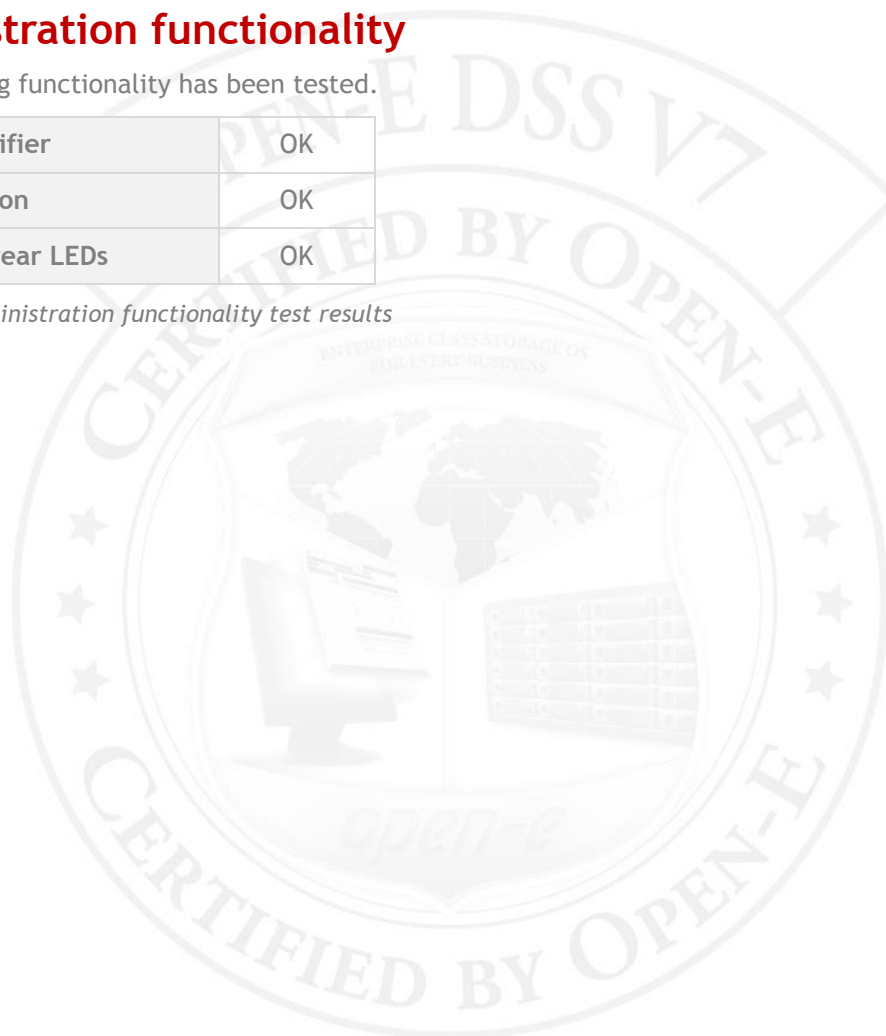 stration functionality
g functionality has been tested.
ifier OK
on OK
ear LEDs OK
inistration functionality test results
OPEN-E DSS V7
CERTIFIED BY OPEN-E
ENTERPRISE CLASS STORAGE OS
FOR EVERY BUSINESS
open-e
CERTIFIED BY OPEN-E